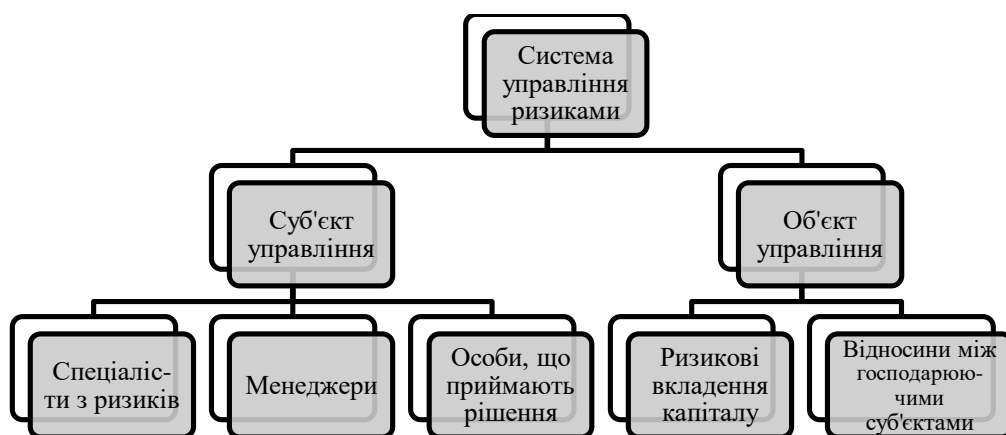 Система
управління
ризиками
Суб'єкт
управління
Об'єкт
управління
Спеціаліс-
ти з ризиків
Менеджери
Особи, що
приймають
рішення
Ризикові
вкладення
капіталу
Відносини між
господарюю-
чими
суб'єктами